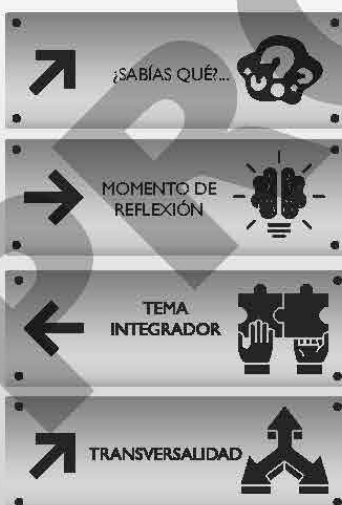 ¿SABÍAS QUÉ?...
MOMENTO DE
REFLEXIÓN
TEMA
INTEGRADOR
TRANSVERSALIDAD